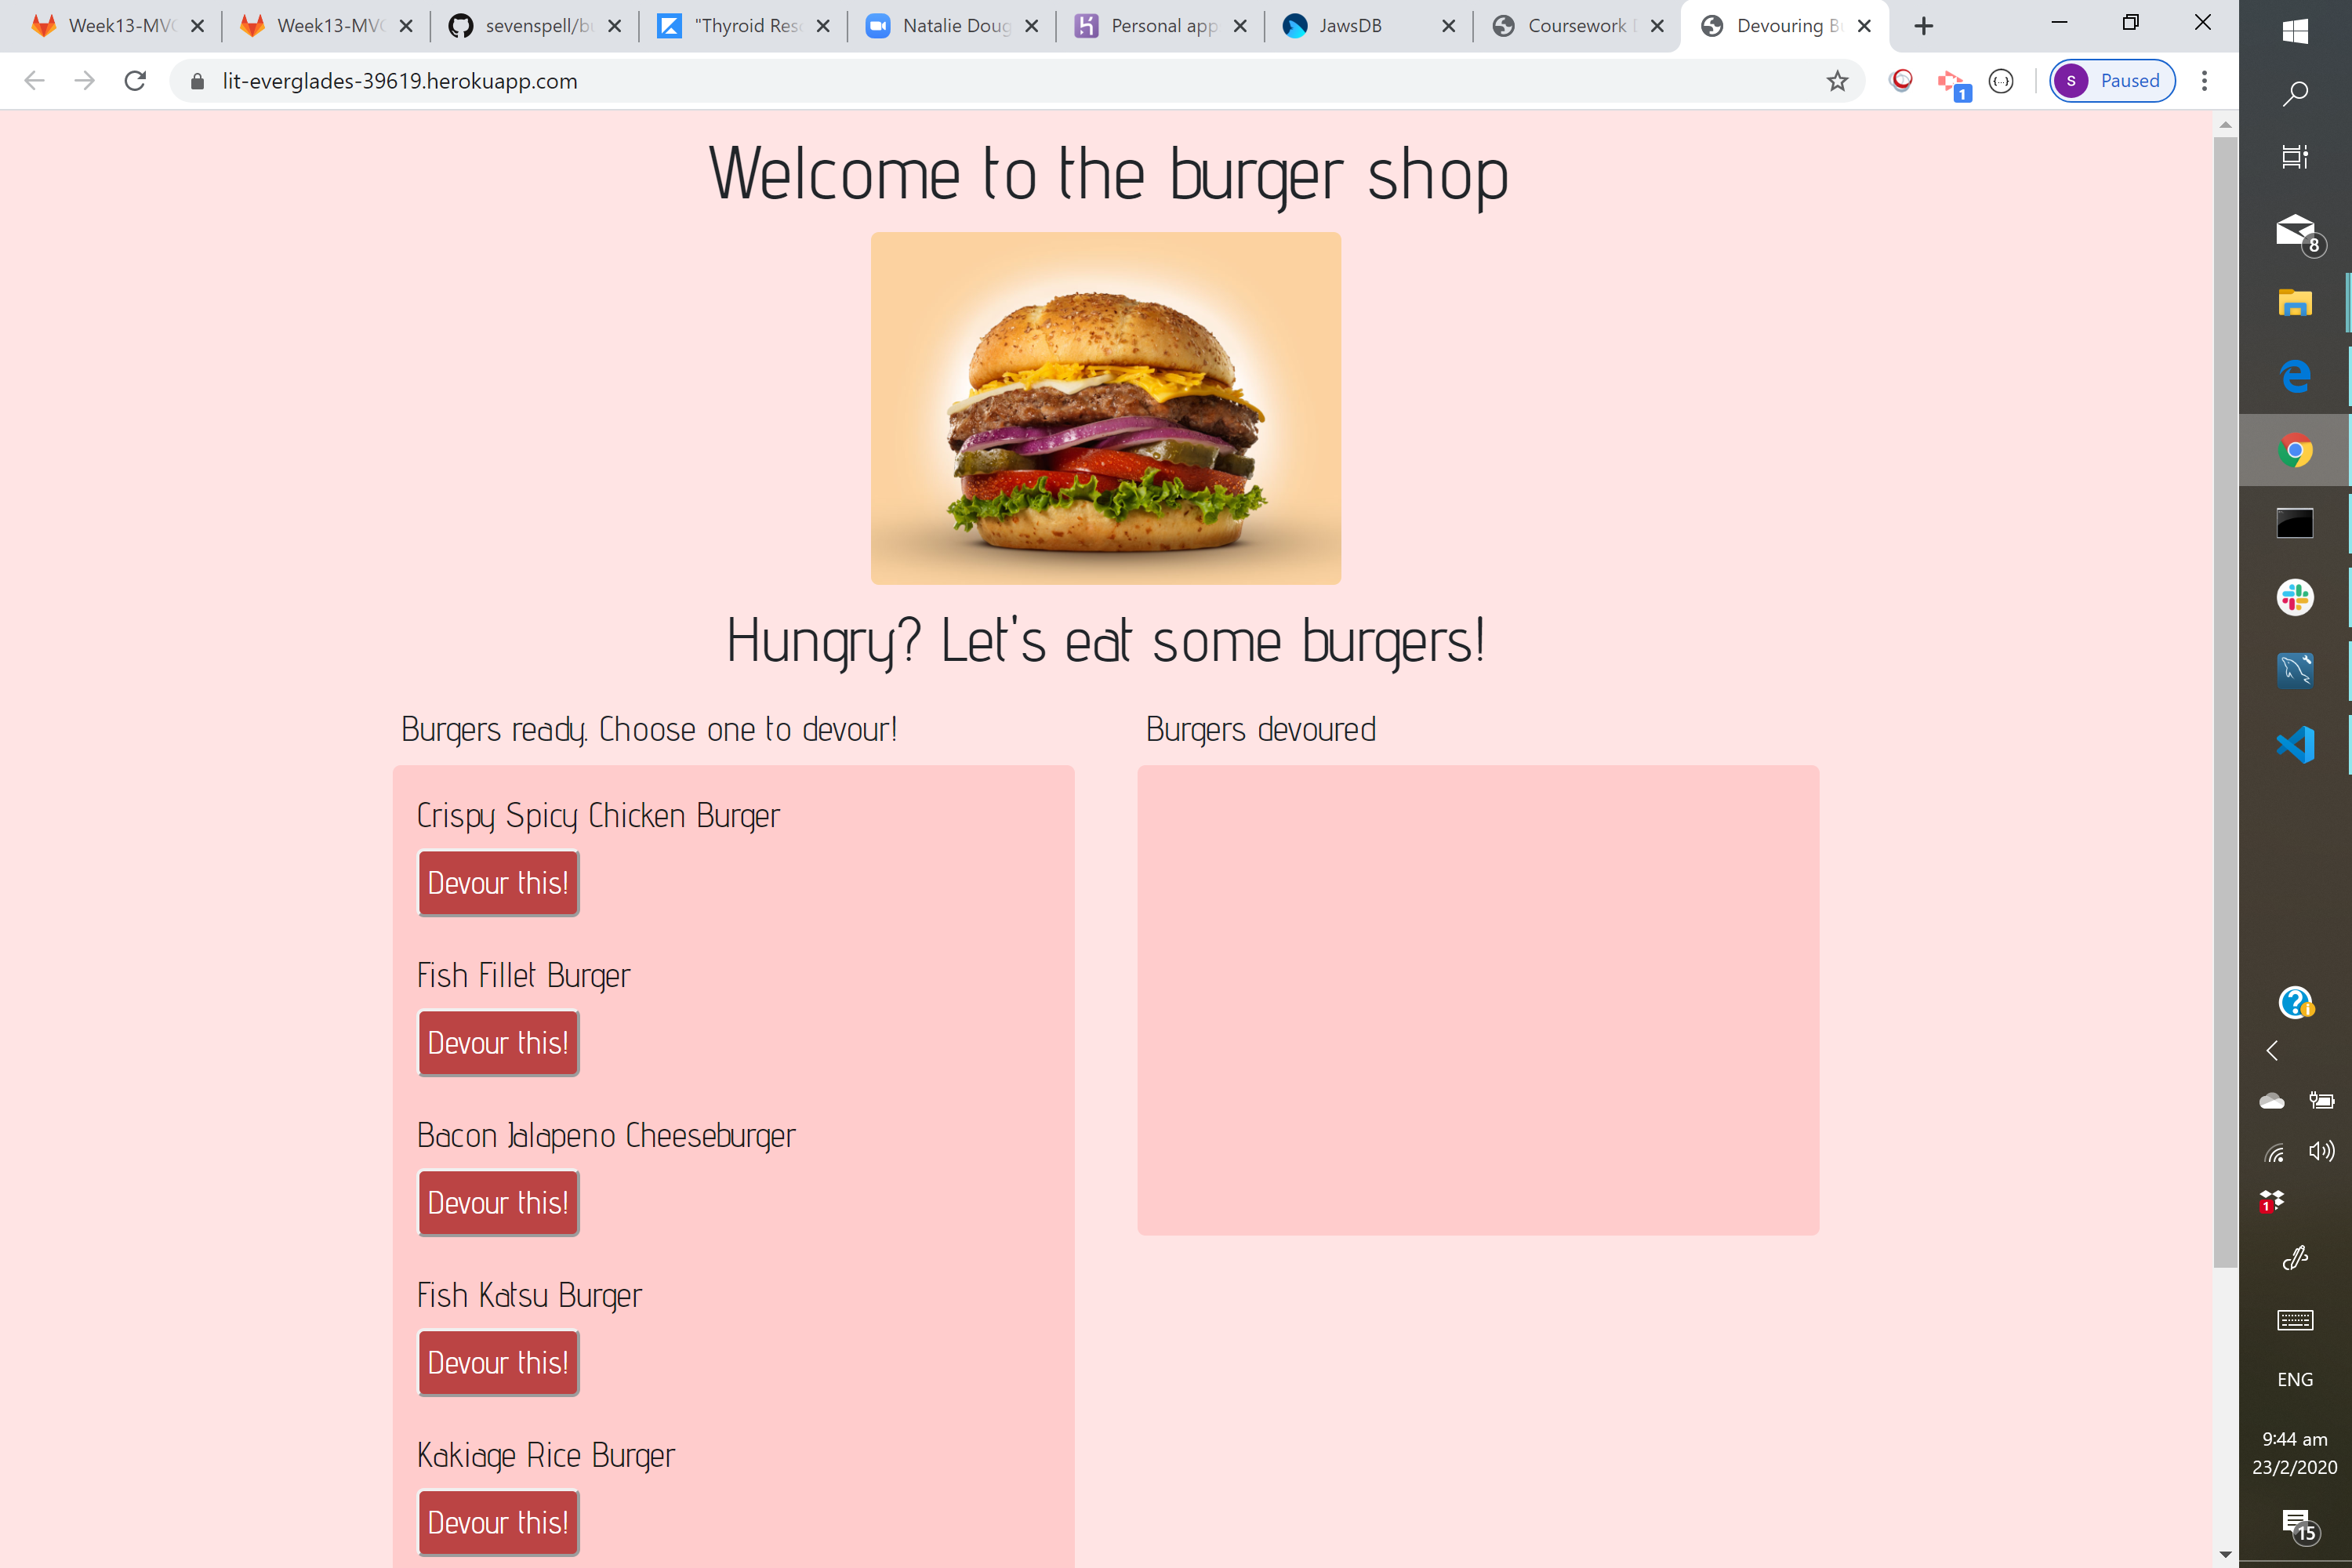 Week13-MVC
Week13-MVC
sevenspell/bu
"Thyroid Res
Natalie Doug
Personal app
JawsDB
Coursework
Devouring Bu
lit-everglades-39619.herokuapp.com
1
S
Paused
Welcome to the burger shop
Hungry? Let's eat some burgers!
Burgers ready. Choose one to devour!
Crispy Spicy Chicken Burger
Devour this!
Fish Fillet Burger
Devour this!
Bacon Jalapeno Cheeseburger
Devour this!
Fish Katsu Burger
Devour this!
Kakiage Rice Burger
Devour this!
Burgers devoured
8
1
ENG
9:44 am
23/2/2020
15